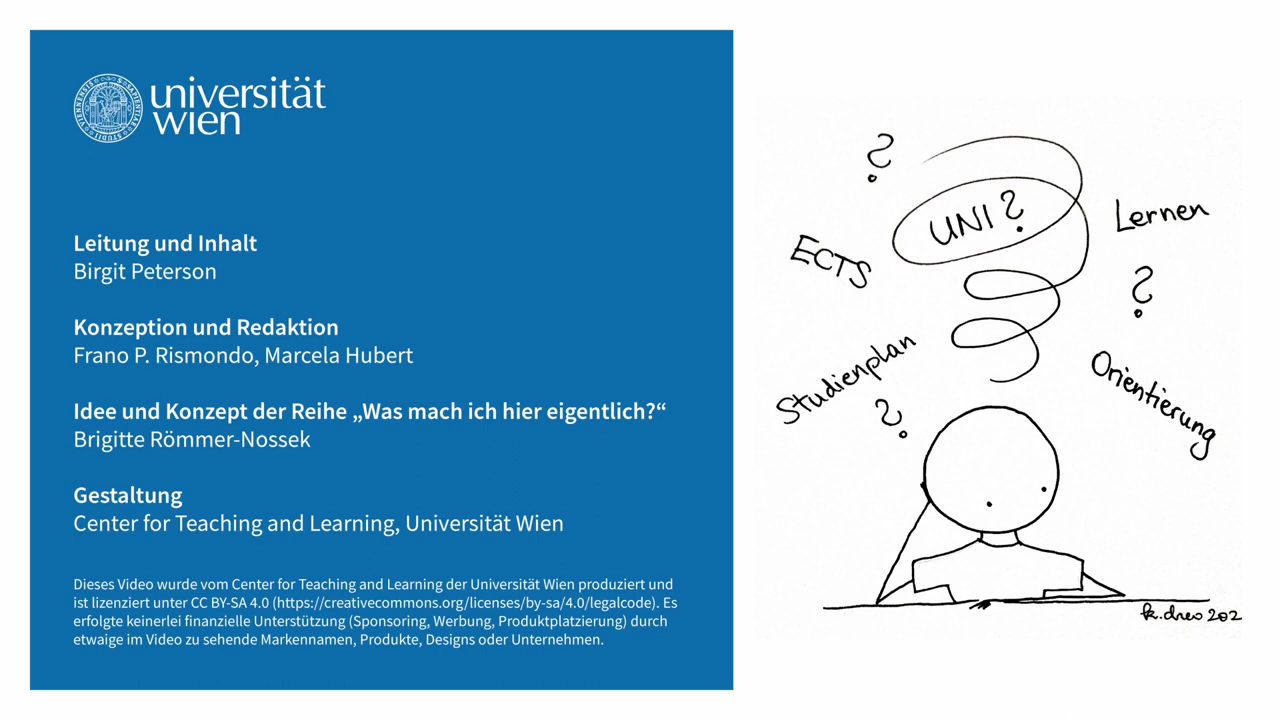 universität
wien
Leitung und Inhalt
Birgit Peterson
Konzeption und Redaktion
Frano P. Rismondo, Marcela Hubert
Idee und Konzept der Reihe „Was mach ich hier eigentlich?“
Brigitte Römmer-Nossek
Gestaltung
Center for Teaching and Learning, Universität Wien
Dieses Video wurde vom Center for Teaching and Learning der Universität Wien produziert und
ist lizenziert unter CC BY-SA 4.0 (https://creativecommons.org/licenses/by-sa/4.0/legalcode). Es
erfolgte keinerlei finanzielle Unterstützung (Sponsoring, Werbung, Produktplatzierung) durch
etwaige im Video zu sehende Markennamen, Produkte, Designs oder Unternehmen.
?
UNI?
Lernen
ECTS
?
Studienplan
Orientierung
?